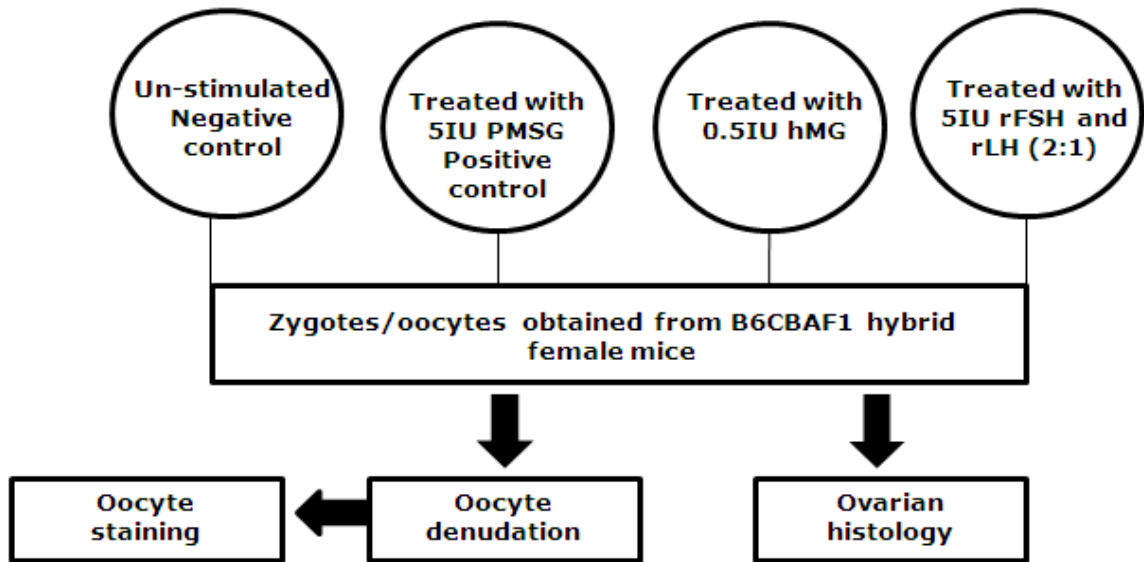 Un-stimulated
Negative
control
Treated with
5IU PMSG
Positive
control
Treated with
0.5IU hMG
Treated with
5IU rFSH and
rLH (2:1)
Zygotes/oocytes obtained from B6CBAF1 hybrid
female mice
Oocyte
staining
Oocyte
denudation
Ovarian
histology